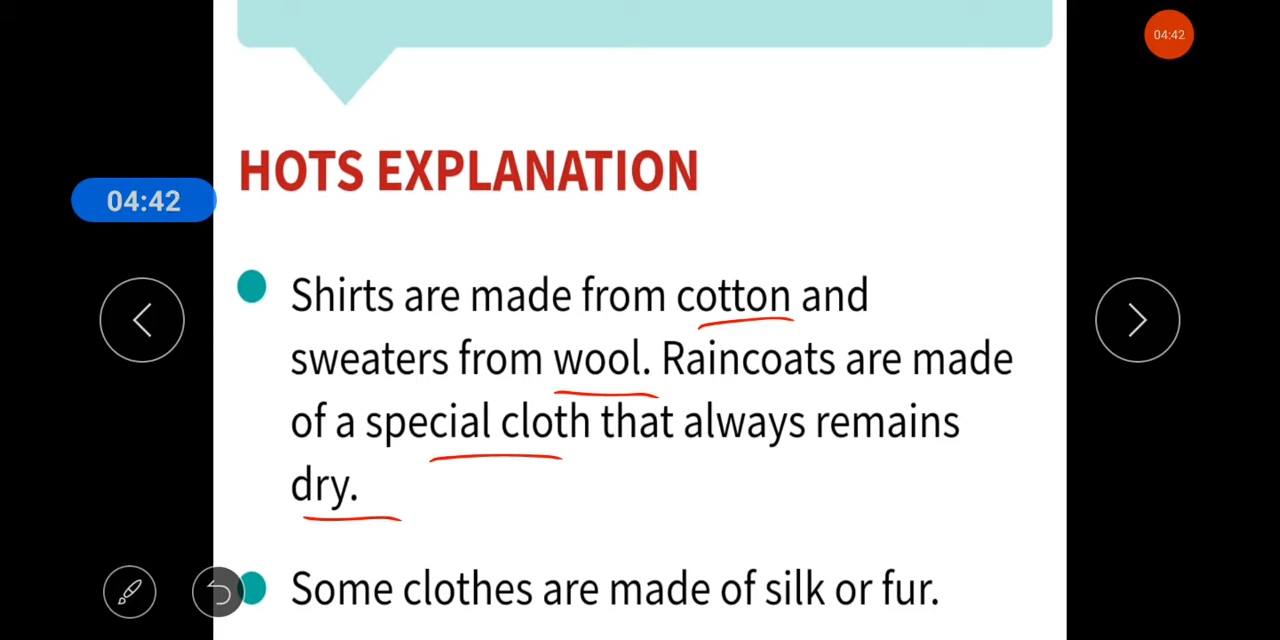 04:42
HOTS EXPLANATION
04:42
Shirts are made from cotton and
sweaters from wool. Raincoats are made
of a special cloth that always remains
dry.
Some clothes are made of silk or fur.